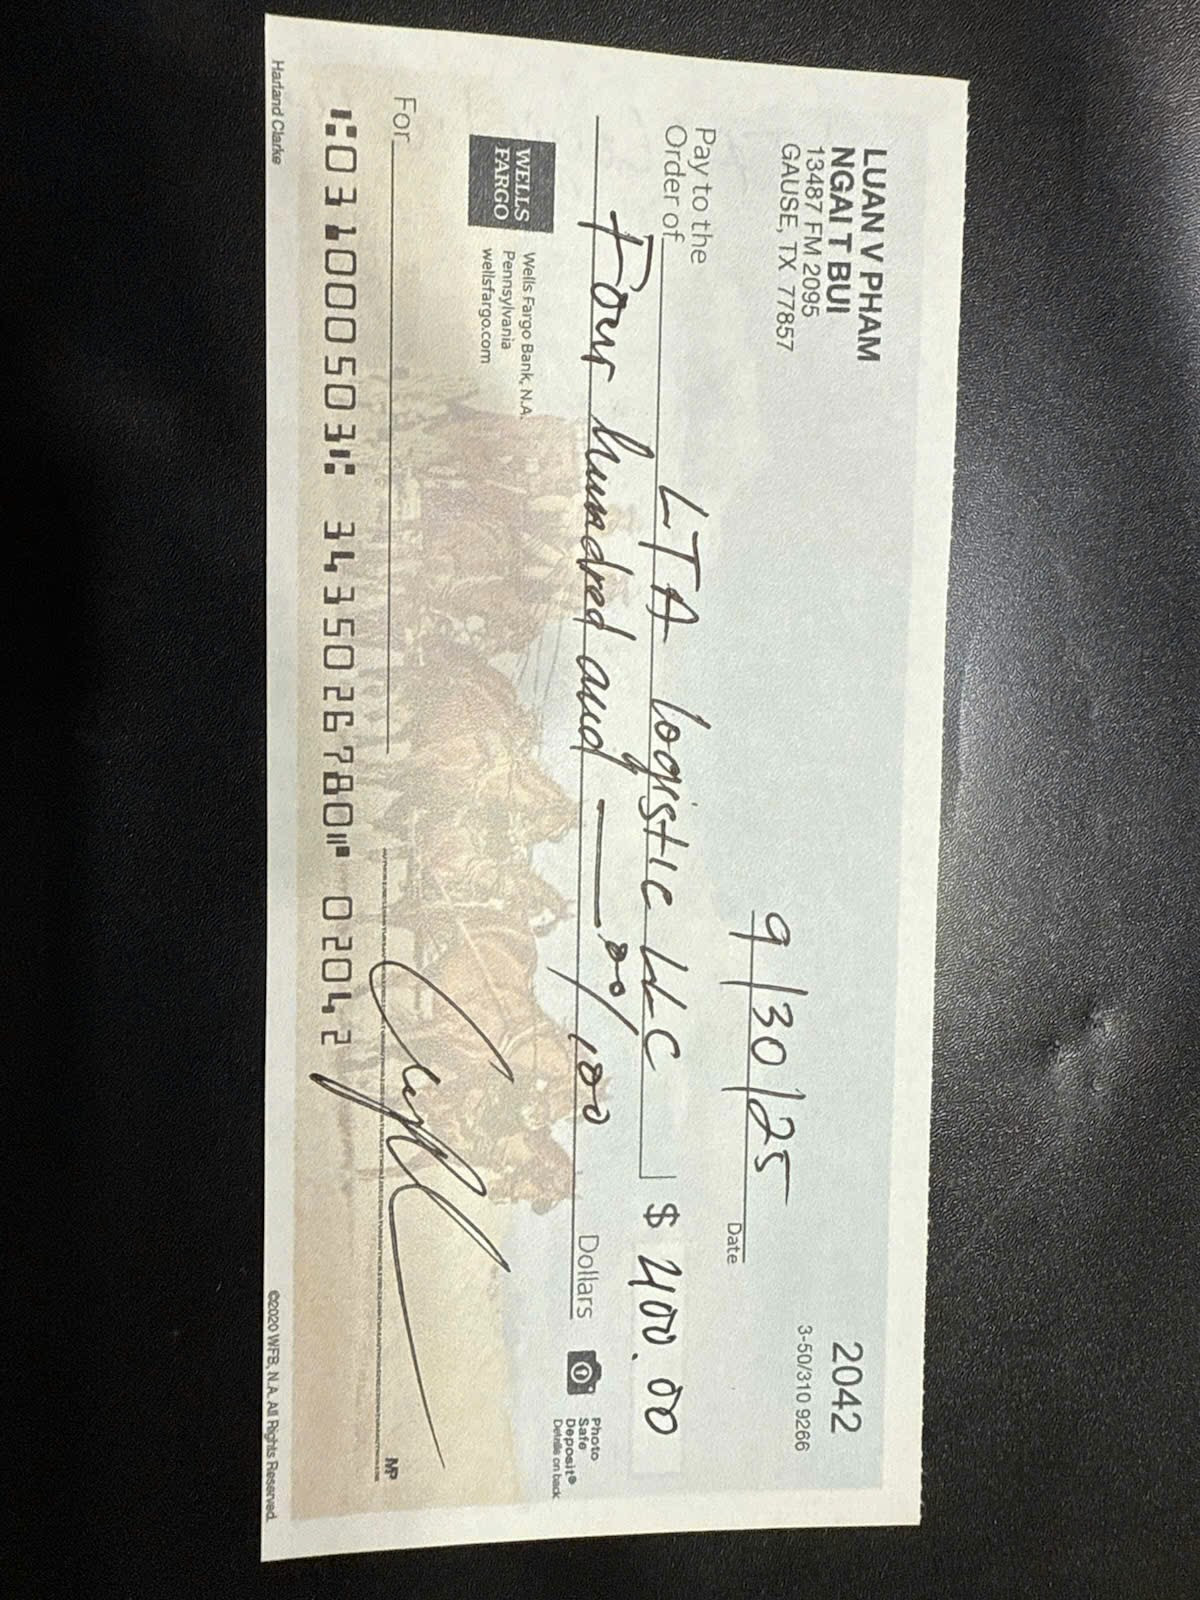 LUAN V PHAM
NGAI T BUI
13487 FM 2095
GAUSE, TX 77857
2042
3-50/310 9266
9/30/25
Date
Pay to the
Order of
LTA logistic LLC
$ 400.00
Four hundred and — 00/100
Dollars
Photo
Safe
Deposit®
Details on back
WELLS
FARGO
Wells Fargo Bank, N.A.
Pennsylvania
wellsfargo.com
For
MP
⑆031000503⑆ 3435026780⑈ 02042
Harland Clarke
©2020 WFB, N.A. All Rights Reserved.